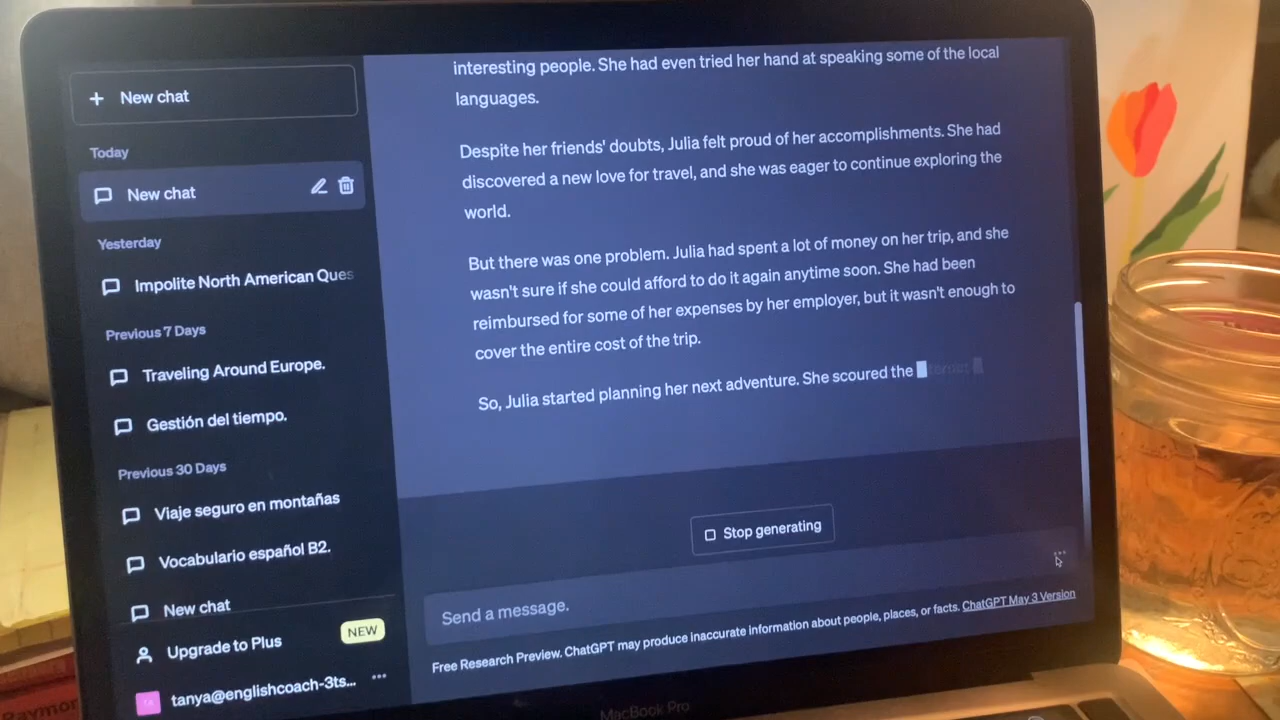 New chat
Today
New chat
Yesterday
Impolite North American Ques
Previous 7 Days
Traveling Around Europe.
Gestión del tiempo.
Previous 30 Days
Viaje seguro en montañas
Vocabulario español B2.
New chat
Upgrade to Plus
NEW
tanya@englishcoach-3ts...
interesting people. She had even tried her hand at speaking some of the local
languages.
Despite her friends' doubts, Julia felt proud of her accomplishments. She had
discovered a new love for travel, and she was eager to continue exploring the
world.
But there was one problem. Julia had spent a lot of money on her trip, and she
wasn't sure if she could afford to do it again anytime soon. She had been
reimbursed for some of her expenses by her employer, but it wasn't enough to
cover the entire cost of the trip.
So, Julia started planning her next adventure. She scoured the
Stop generating
Send a message.
Free Research Preview. ChatGPT may produce inaccurate information about people, places, or facts. ChatGPT May 3 Version
MacBook Pro